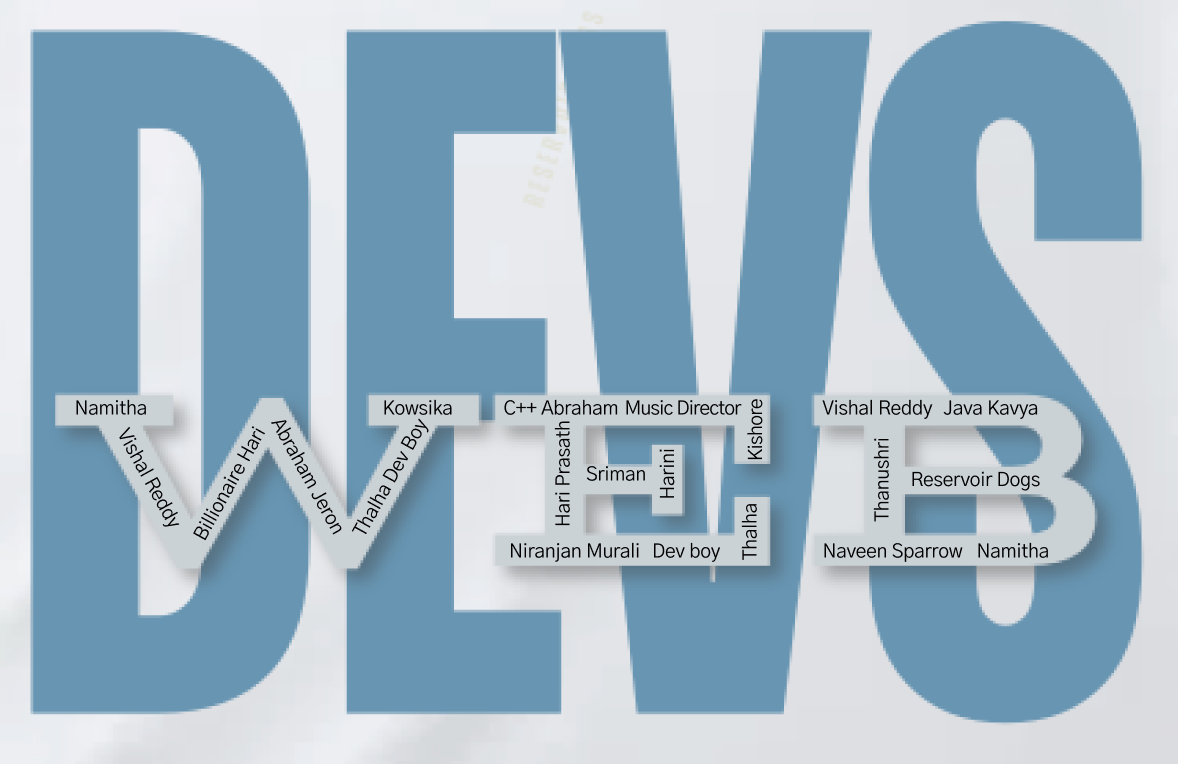 DEVS
WEB
Namitha
Vishal Reddy
Billionaire Hari
Abraham Jeron
Thalha Dev Boy
Kowsika
C++ Abraham Music Director
Kishore
Hari Prasath
Sriman
Harini
Thalha
Niranjan Murali Dev boy
Vishal Reddy Java Kavya
Thanushri
Reservoir Dogs
Naveen Sparrow Namitha